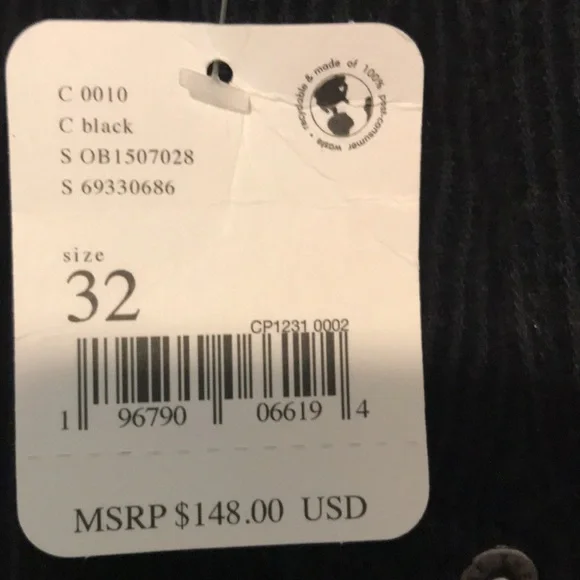 C 0010
C black
S OB1507028
S 69330686
recyclable & made of 100% post-consumer waste •
size
32
CP1231 0002
1 96790 06619 4
MSRP $148.00 USD